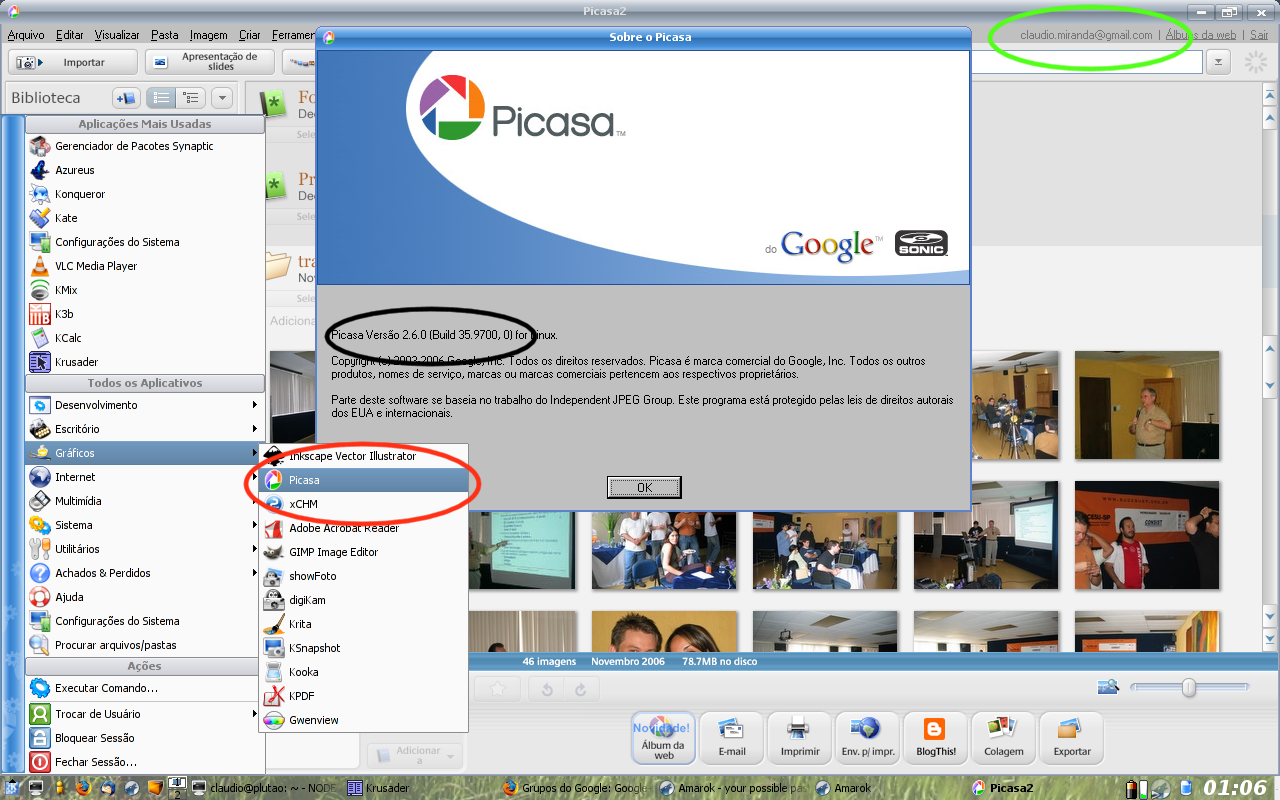 Picasa2
Arquivo Editar Visualizar Pasta Imagem Criar Ferramen
claudio.miranda@gmail.com | Álbuns da web | Sair
Importar
Apresentação de
slides
Biblioteca
Sobre o Picasa
Picasa™
do Google™ SONIC
Picasa Versão 2.6.0 (Build 35.9700, 0) for Linux.
Copyright (c) 2003-2006 Google, Inc. Todos os direitos reservados. Picasa é marca comercial do Google, Inc. Todos os outros
produtos, nomes de serviço, marcas ou marcas comerciais pertencem aos respectivos proprietários.
Parte deste software se baseia no trabalho do Independent JPEG Group. Este programa está protegido pelas leis de direitos autorais
dos EUA e internacionais.
OK
Fo
Dec
Sele
Pr
Dec
Sele
tra
Nov
Sele
Adiciona
Aplicações Mais Usadas
Gerenciador de Pacotes Synaptic
Azureus
Konqueror
Kate
Configurações do Sistema
VLC Media Player
KMix
K3b
KCalc
Krusader
Todos os Aplicativos
Desenvolvimento
Escritório
Gráficos
Internet
Multimídia
Sistema
Utilitários
Achados & Perdidos
Ajuda
Configurações do Sistema
Procurar arquivos/pastas
Ações
Executar Comando...
Trocar de Usuário
Bloquear Sessão
Fechar Sessão...
Inkscape Vector Illustrator
Picasa
xCHM
Adobe Acrobat Reader
GIMP Image Editor
showFoto
digiKam
Krita
KSnapshot
Kooka
KPDF
Gwenview
46 imagens Novembro 2006 78.7MB no disco
Adicionar
a
Novidade!
Álbum da
web
E-mail
Imprimir
Env. p/ impr.
BlogThis!
Colagem
Exportar
2
claudio@plutao: ~ - NODE
Krusader
Grupos do Google: Google
Amarok - your possible pas
Amarok
Picasa2
01:06